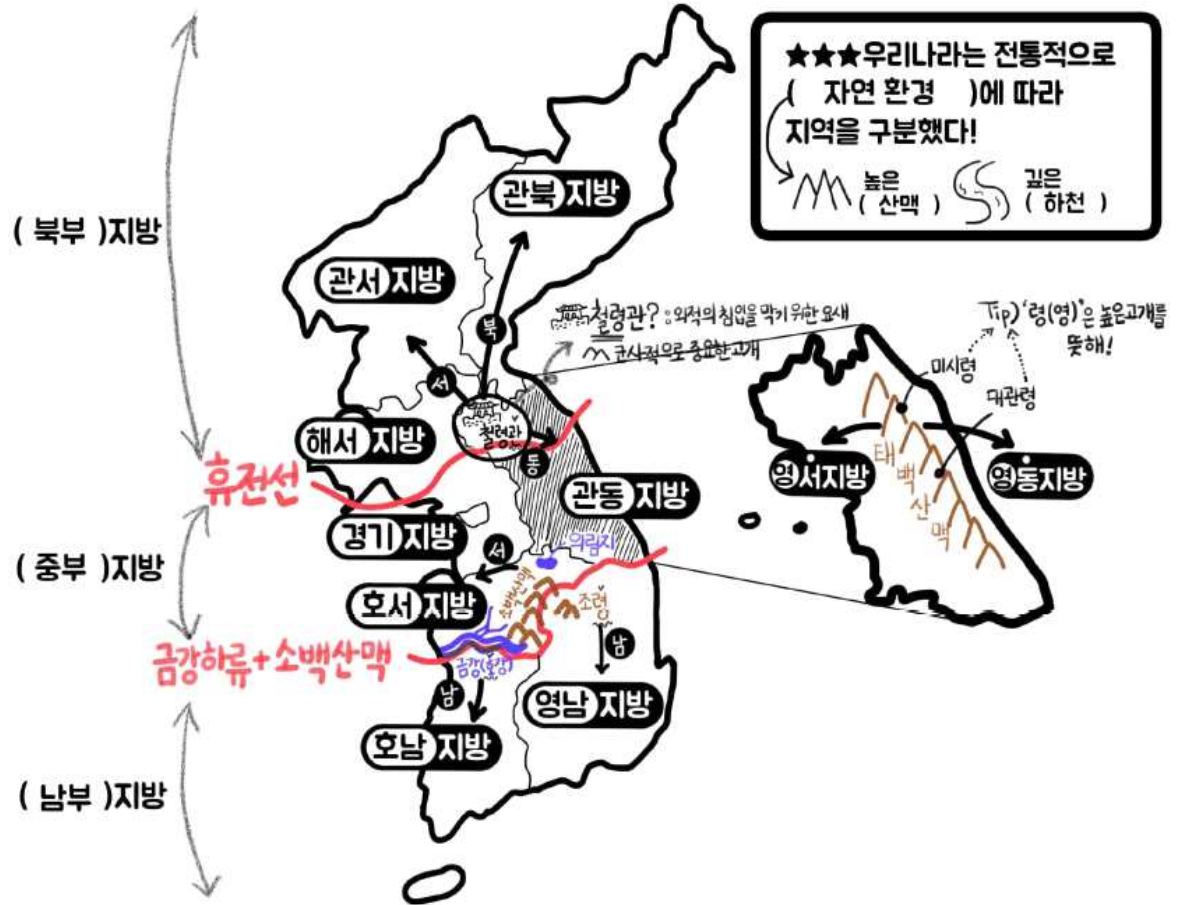 ★★★우리나라는 전통적으로
( 자연 환경 )에 따라
지역을 구분했다!
높은
( 산맥 )
깊은
( 하천 )
( 북부 )지방
관북 지방
관서 지방
북
서
철령관? : 외적의 침입을 막기 위한 요새
군사적으로 중요한 고개
Tip) '령(영)'은 높은고개를
뜻해!
미시령
대관령
철령관
동
해서 지방
휴전선
관동 지방
영서지방
태백산맥
영동지방
경기 지방
( 중부 )지방
의림지
서
호서 지방
소백산맥
조령
금강하류+소백산맥
금강(호강)
남
남
영남 지방
호남 지방
( 남부 )지방